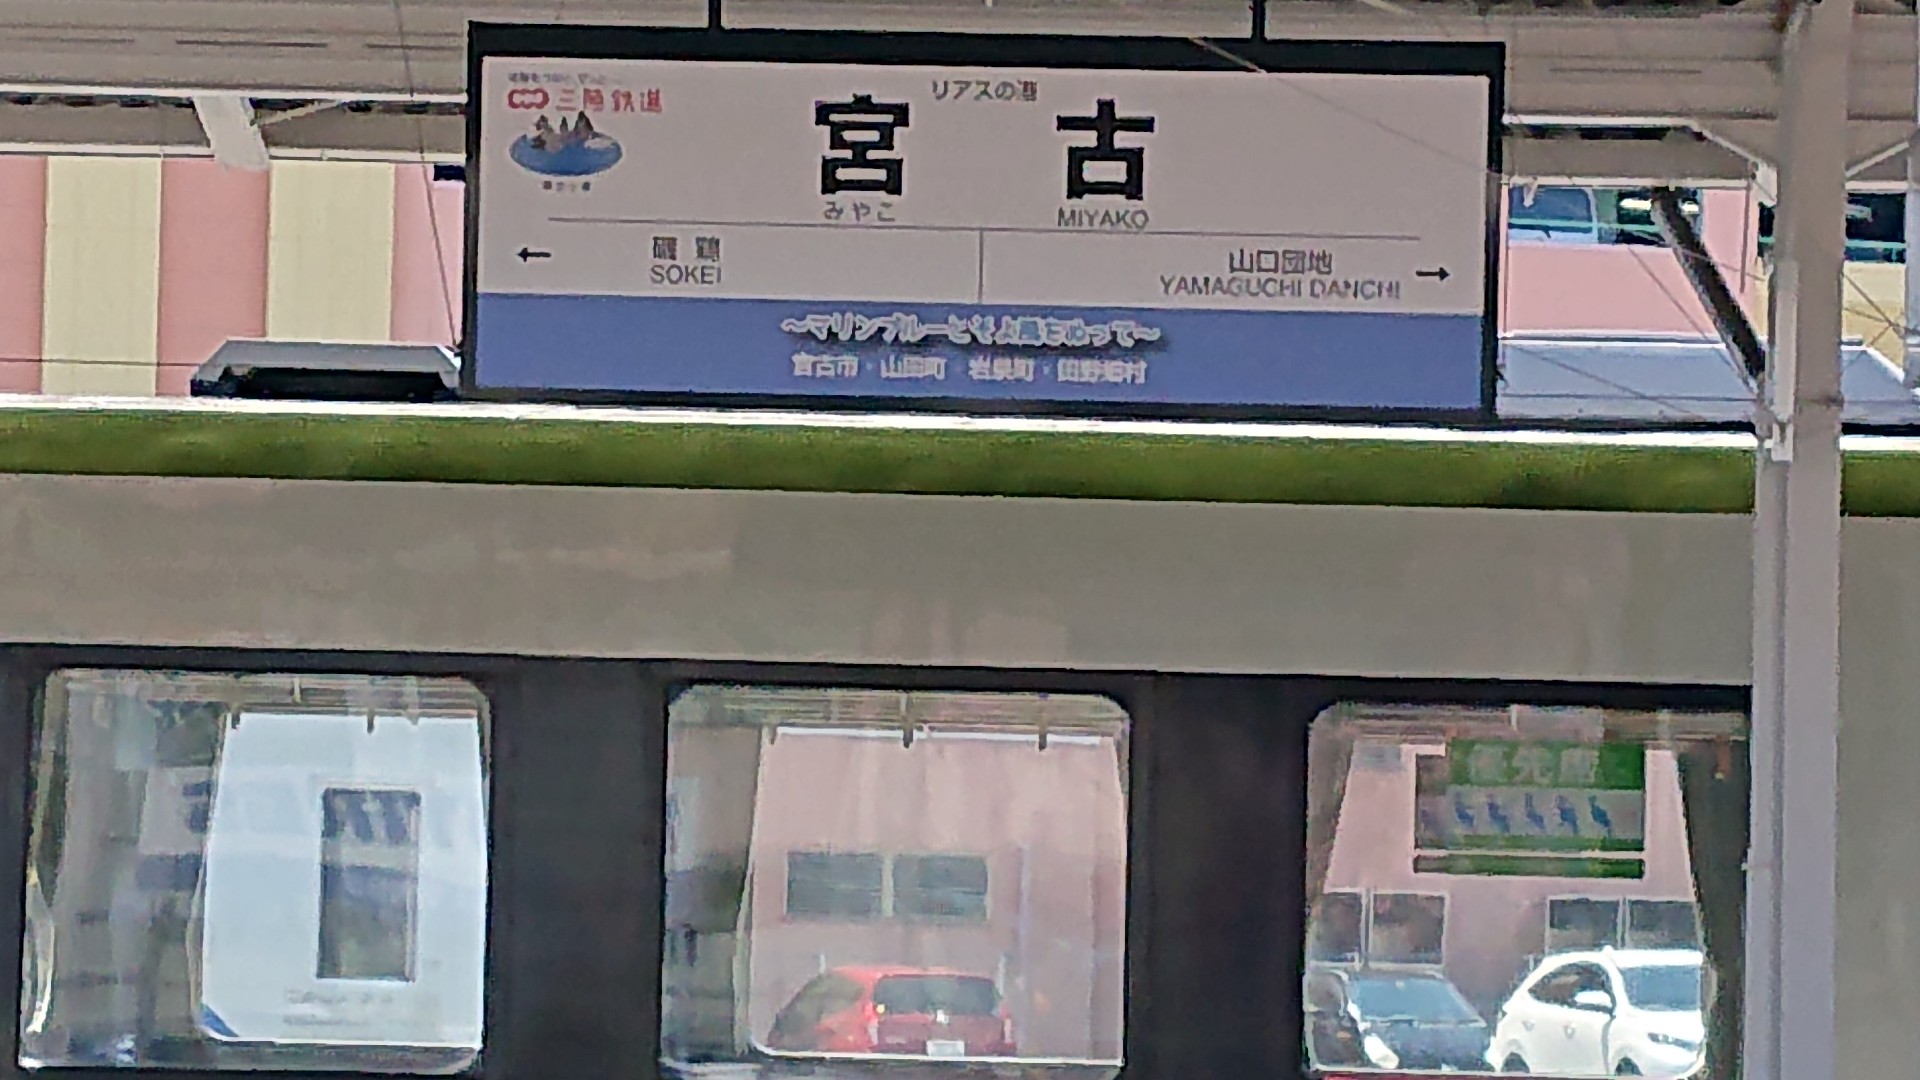 三陸鉄道
リアスの港
宮古
みやこ MIYAKO
← 磯鶏 山口団地 →
SOKEI YAMAGUCHI DANCHI
～マリンブルーとそよ風をぬって～
宮古市・山田町・岩泉町・田野畑村
優先席